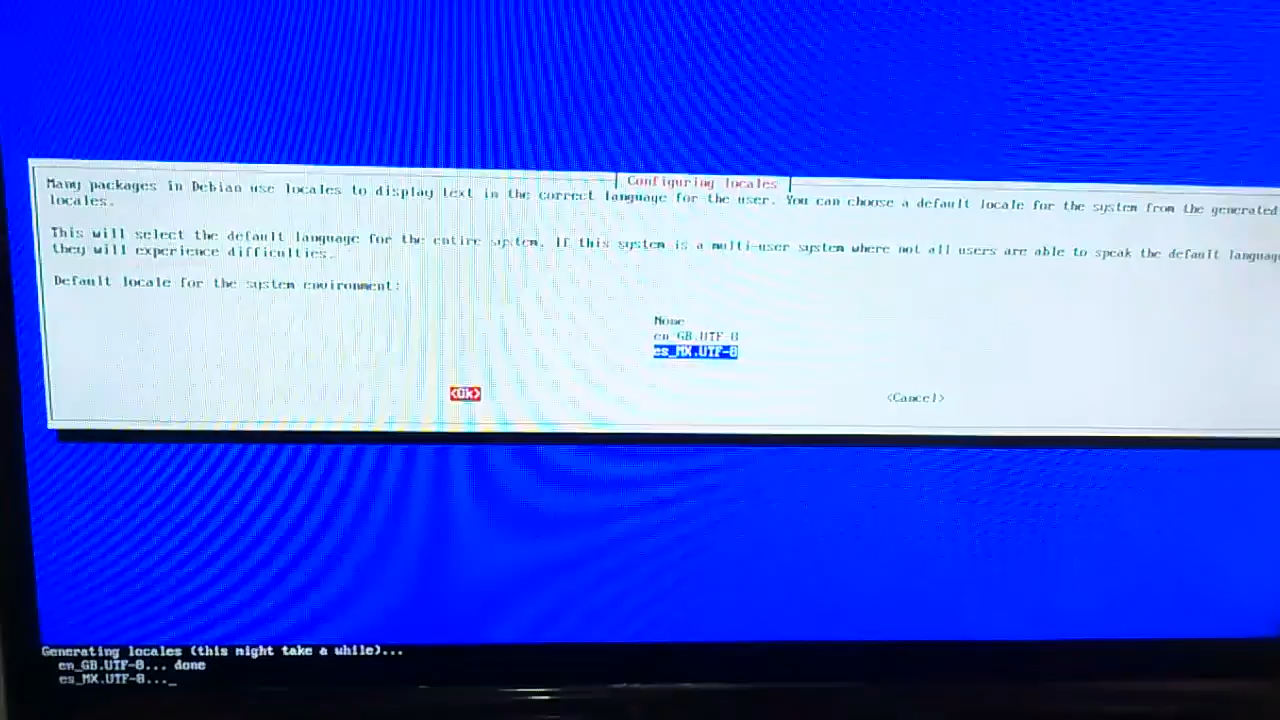 Configuring locales
Many packages in Debian use locales to display text in the correct language for the user. You can choose a default locale for the system from the generated
locales.
This will select the default language for the entire system. If this system is a multi-user system where not all users are able to speak the default language
they will experience difficulties.
Default locale for the system environment:
None
en_GB.UTF-8
es_MX.UTF-8
<Ok>
<Cancel>
Generating locales (this might take a while)...
en_GB.UTF-8... done
es_MX.UTF-8..._